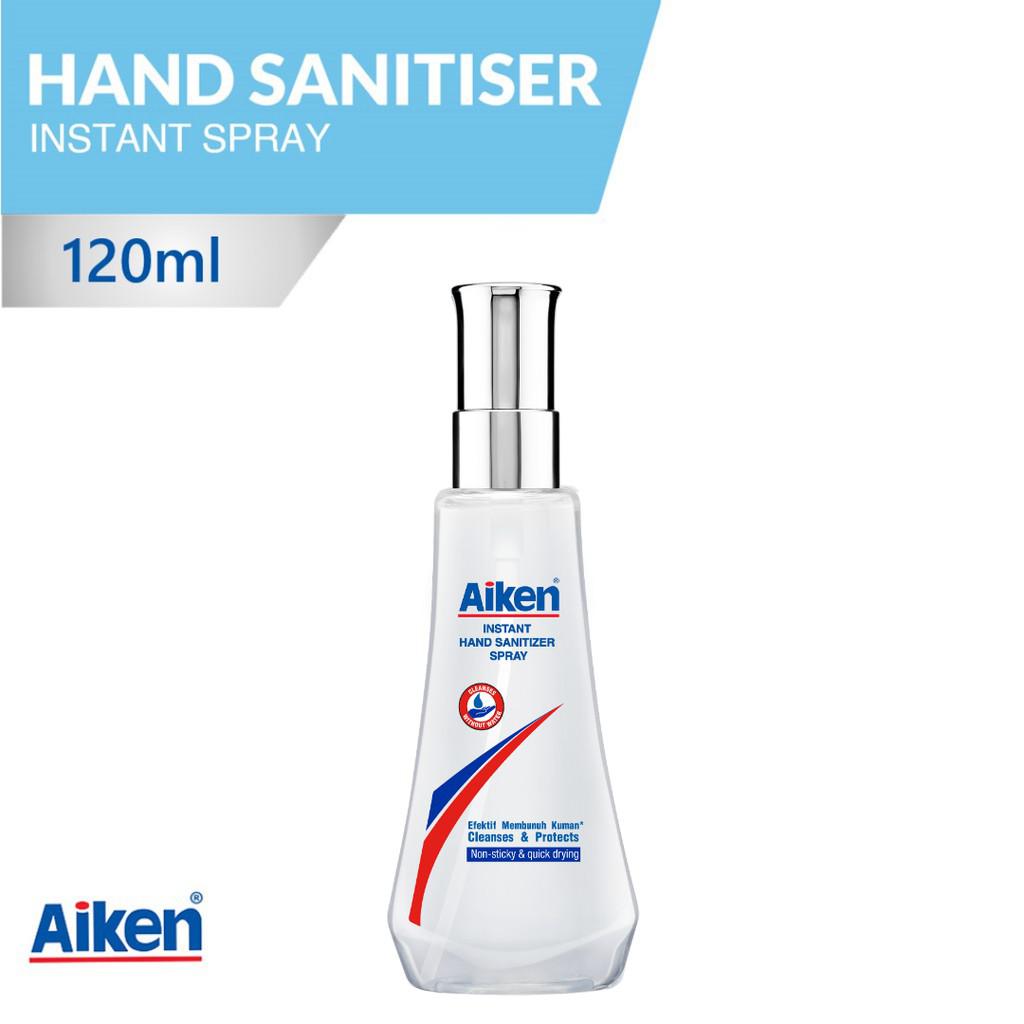 HAND SANITISER
INSTANT SPRAY
120ml
Aiken®
INSTANT
HAND SANITIZER
SPRAY
CLEANSES
WITHOUT WATER
Efektif Membunuh Kuman*
Cleanses & Protects
Non-sticky & quick drying
Aiken®